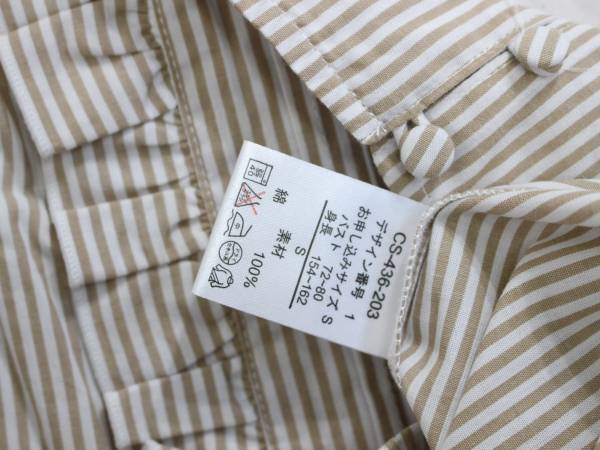 CS-436-203
デザイン番号 1
お申し込みサイズ S
バスト 72~80
身長 154~162
S
素材
綿 100%